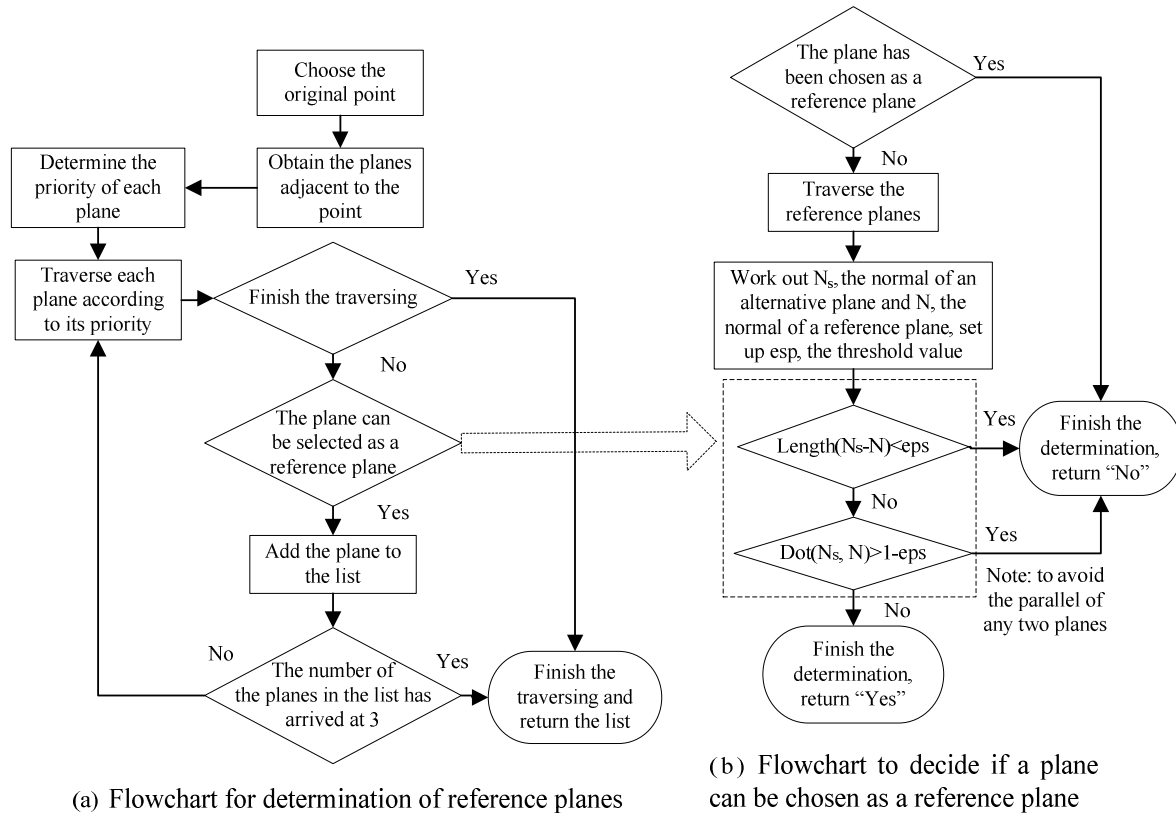 Choose the
original point
Obtain the planes
adjacent to the
point
Determine the
priority of each
plane
Traverse each
plane according
to its priority
Finish the traversing
Yes
No
The plane can
be selected as a
reference plane
Yes
Add the plane to
the list
The number of
the planes in the list has
arrived at 3
No
Yes
Finish the
traversing and
return the list
(a) Flowchart for determination of reference planes
The plane has
been chosen as a
reference plane
Yes
No
Traverse the
reference planes
Work out Ns, the normal of an
alternative plane and N, the
normal of a reference plane, set
up esp, the threshold value
Length(Ns-N)<eps
Yes
No
Dot(Ns, N)>1-eps
Yes
No
Finish the
determination,
return “No”
Note: to avoid
the parallel of
any two planes
Finish the
determination,
return “Yes”
(b) Flowchart to decide if a plane
can be chosen as a reference plane